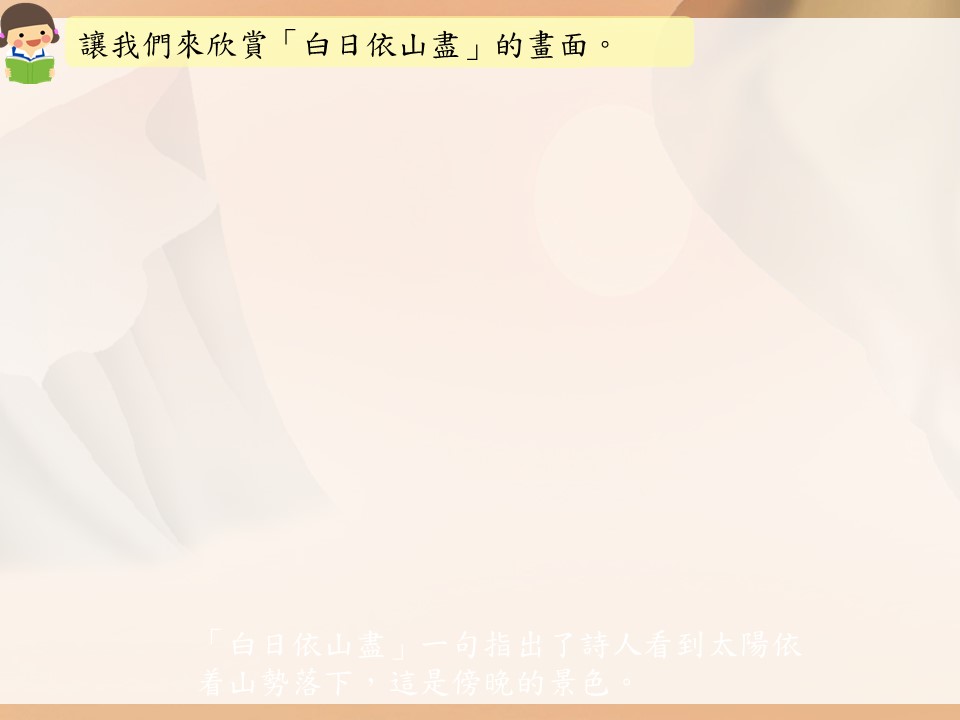 讓我們來欣賞「白日依山盡」的畫面。
「白日依山盡」一句指出了詩人看到太陽依
着山勢落下，這是傍晚的景色。